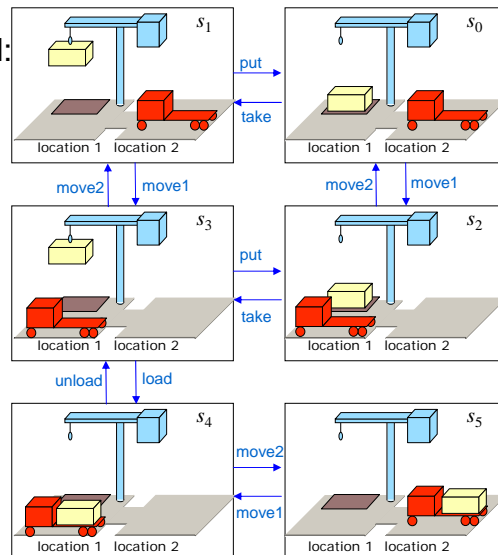 d:
s₁ s₀
put
take
location 1 location 2 location 1 location 2
move2 move1 move2 move1
s₃ s₂
put
take
location 1 location 2 location 1 location 2
unload load
s₄ s₅
move2
move1
location 1 location 2 location 1 location 2